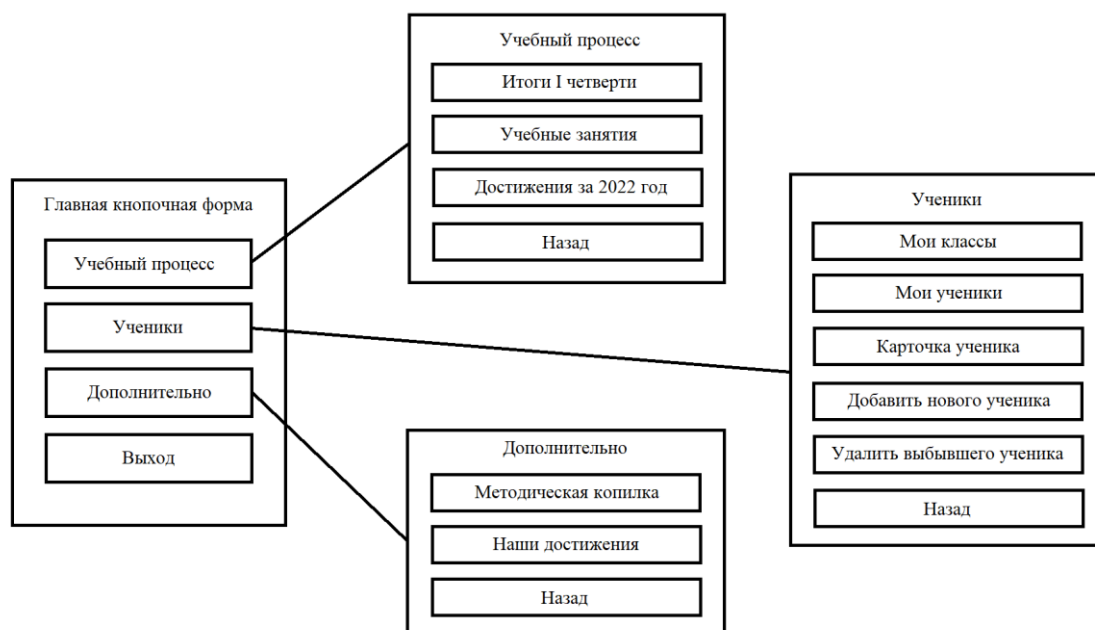 Учебный процесс
Итоги I четверти
Учебные занятия
Достижения за 2022 год
Назад
Главная кнопочная форма
Учебный процесс
Ученики
Дополнительно
Выход
Ученики
Мои классы
Мои ученики
Карточка ученика
Добавить нового ученика
Удалить выбывшего ученика
Назад
Дополнительно
Методическая копилка
Наши достижения
Назад